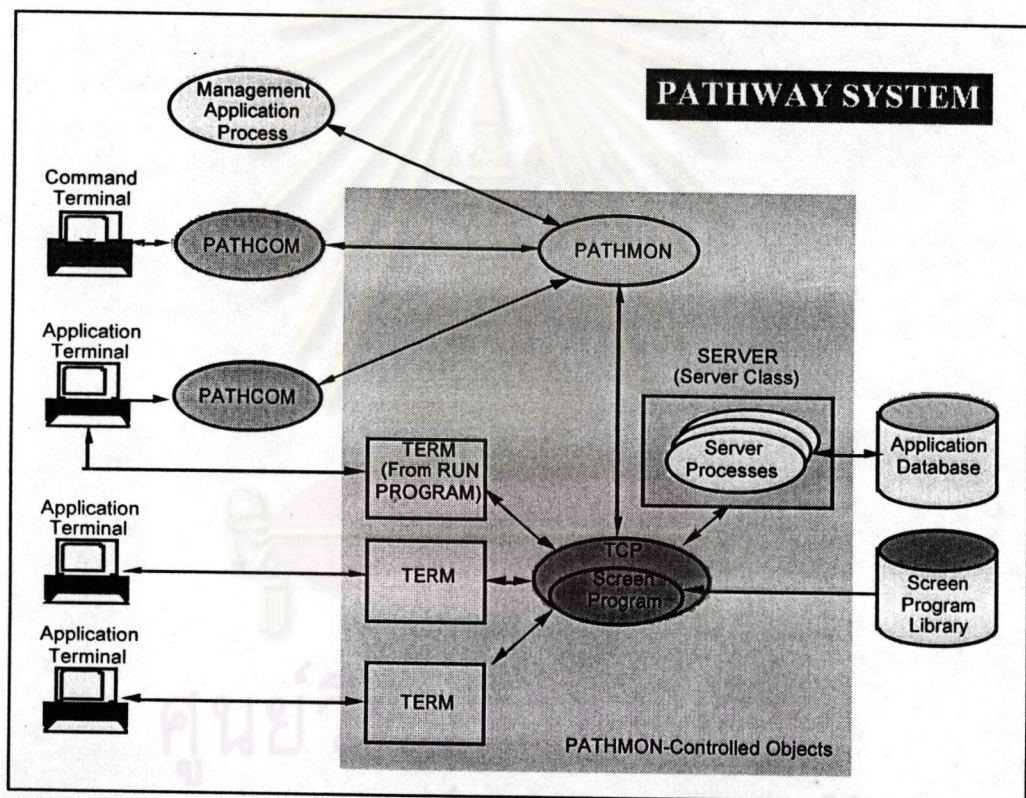 PATHWAY SYSTEM
Management
Application
Process
Command
Terminal
PATHCOM
PATHMON
Application
Terminal
PATHCOM
SERVER
(Server Class)
Server
Processes
Application
Database
TERM
(From RUN
PROGRAM)
Application
Terminal
TERM
TCP
Screen
Program
Screen
Program
Library
Application
Terminal
TERM
PATHMON-Controlled Objects